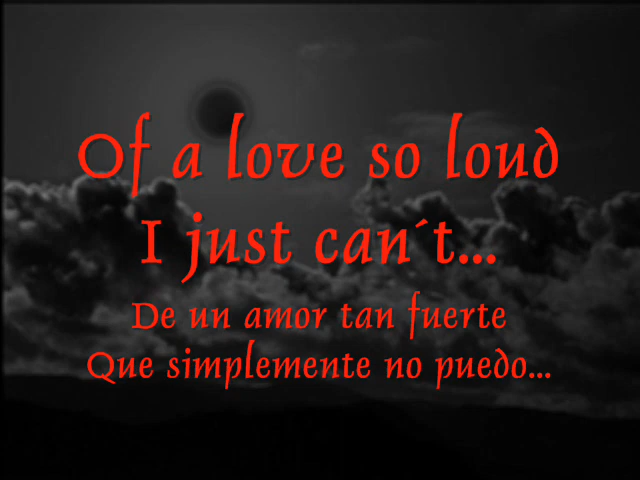 Of a love so loud
I just can´t...
De un amor tan fuerte
Que simplemente no puedo...